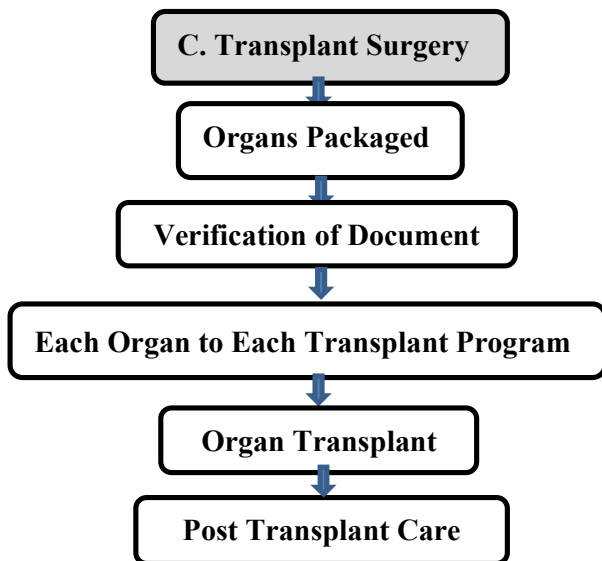 C. Transplant Surgery
Organs Packaged
Verification of Document
Each Organ to Each Transplant Program
Organ Transplant
Post Transplant Care